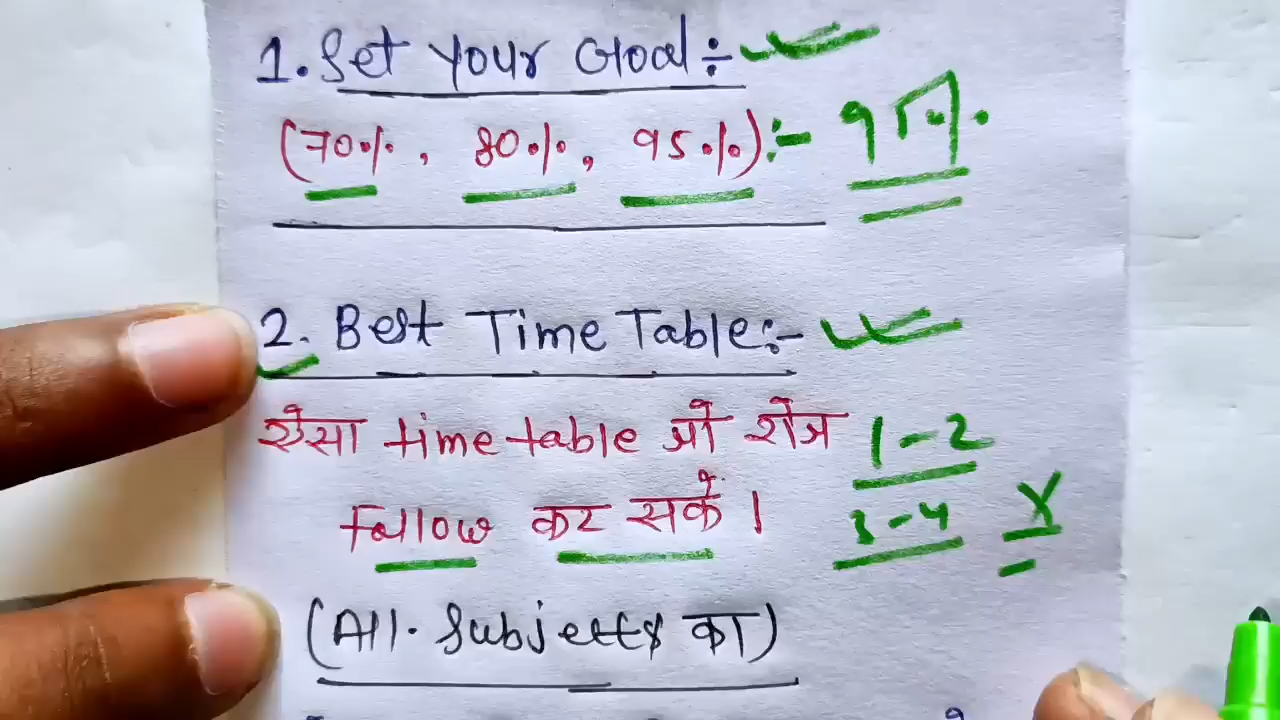 1. Set Your Goal:-
(70%, 80%, 95%):-
2. Best Time Table:-
ऐसा time table जो रोज 1-2
Follow कर सकें। 3-4 X
(All. Subjects का)